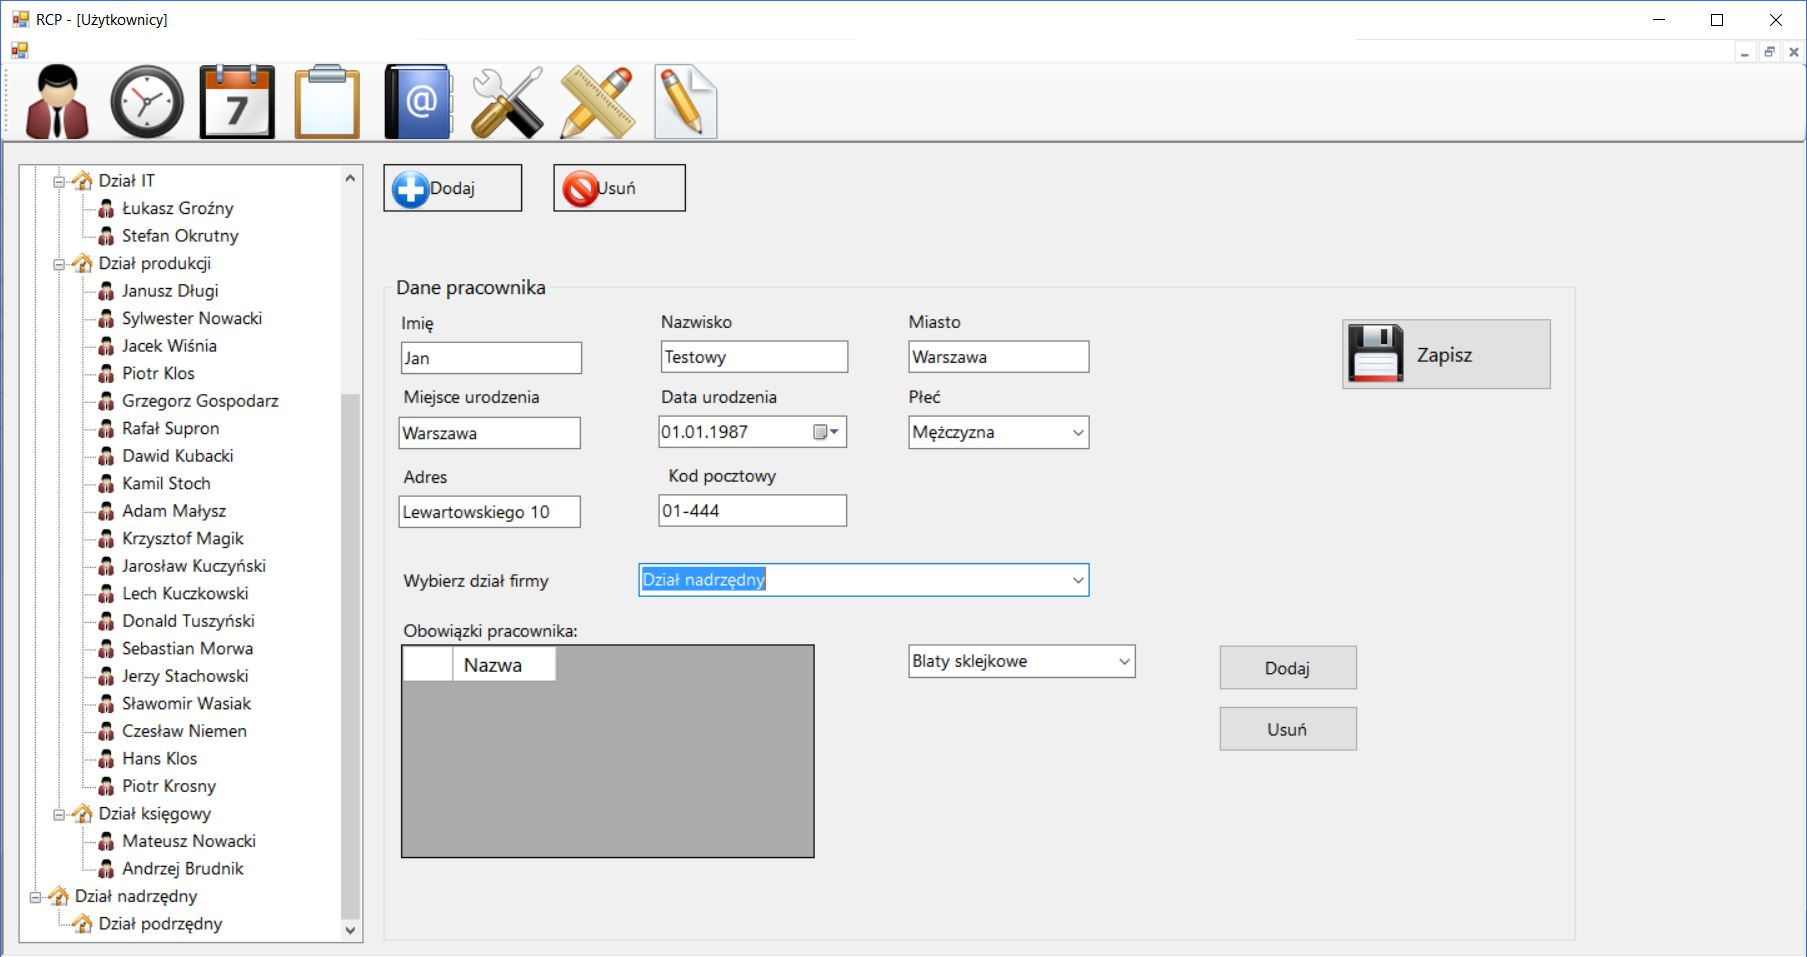 RCP - [Użytkownicy]
7
@
Dział IT
Łukasz Groźny
Stefan Okrutny
Dział produkcji
Janusz Długi
Sylwester Nowacki
Jacek Wiśnia
Piotr Klos
Grzegorz Gospodarz
Rafał Supron
Dawid Kubacki
Kamil Stoch
Adam Małysz
Krzysztof Magik
Jarosław Kuczyński
Lech Kuczkowski
Donald Tuszyński
Sebastian Morwa
Jerzy Stachowski
Sławomir Wasiak
Czesław Niemen
Hans Klos
Piotr Krosny
Dział księgowy
Mateusz Nowacki
Andrzej Brudnik
Dział nadrzędny
Dział podrzędny
Dodaj
Usuń
Dane pracownika
Imię
Nazwisko
Miasto
Jan
Testowy
Warszawa
Zapisz
Miejsce urodzenia
Data urodzenia
Płeć
Warszawa
01.01.1987
Mężczyzna
Adres
Kod pocztowy
Lewartowskiego 10
01-444
Wybierz dział firmy
Dział nadrzędny
Obowiązki pracownika:
Nazwa
Blaty sklejkowe
Dodaj
Usuń